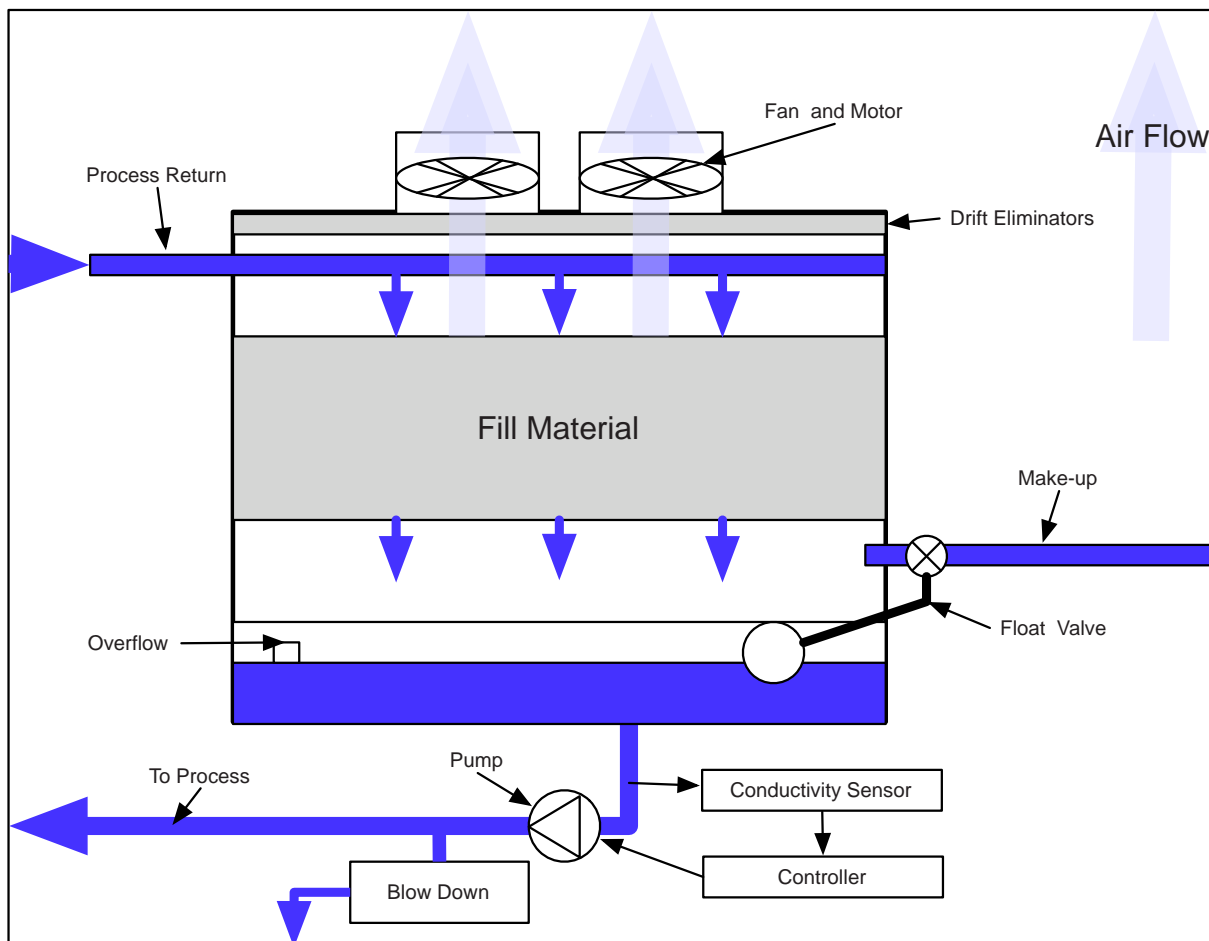 Fan and Motor
Air Flow
Process Return
Drift Eliminators
Fill Material
Make-up
Float Valve
Overflow
Pump
To Process
Conductivity Sensor
Controller
Blow Down